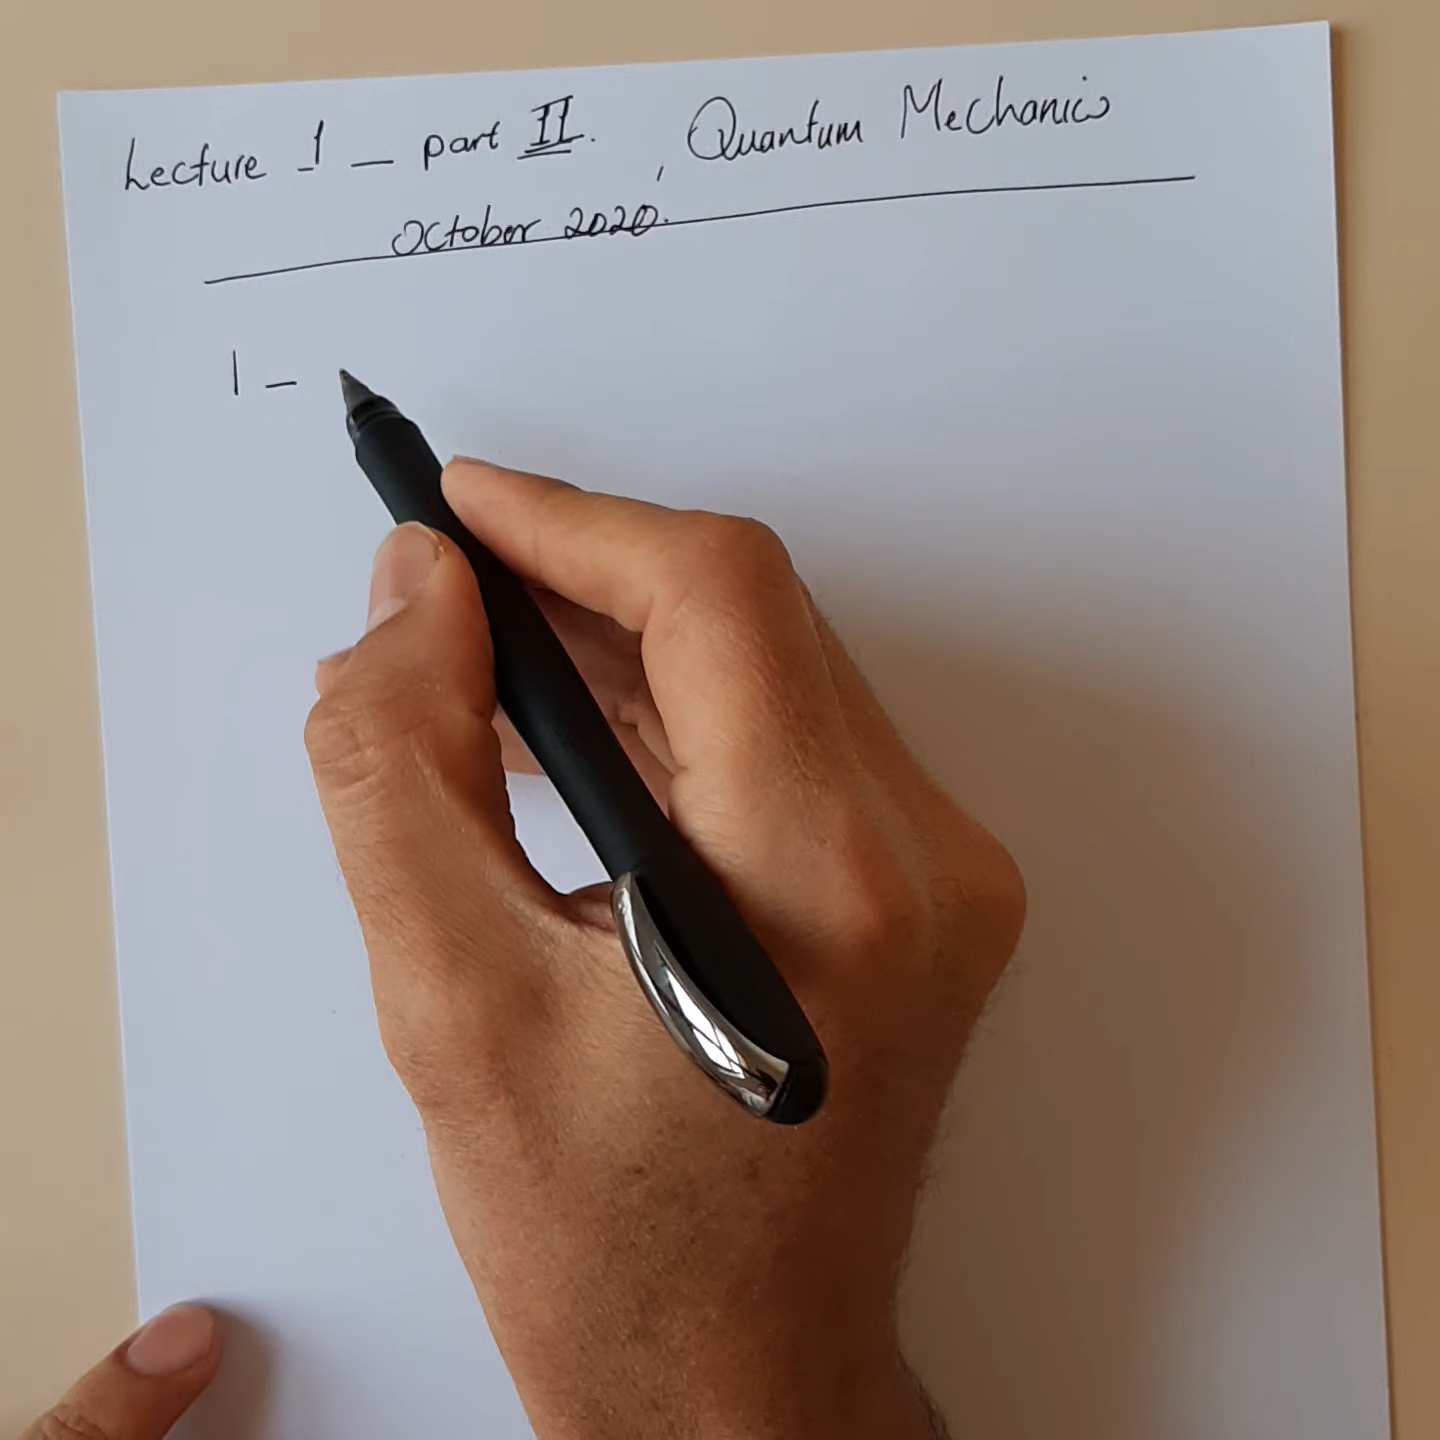 Lecture 1 - part II. , Quantum Mechanics
October 2020.
1 -